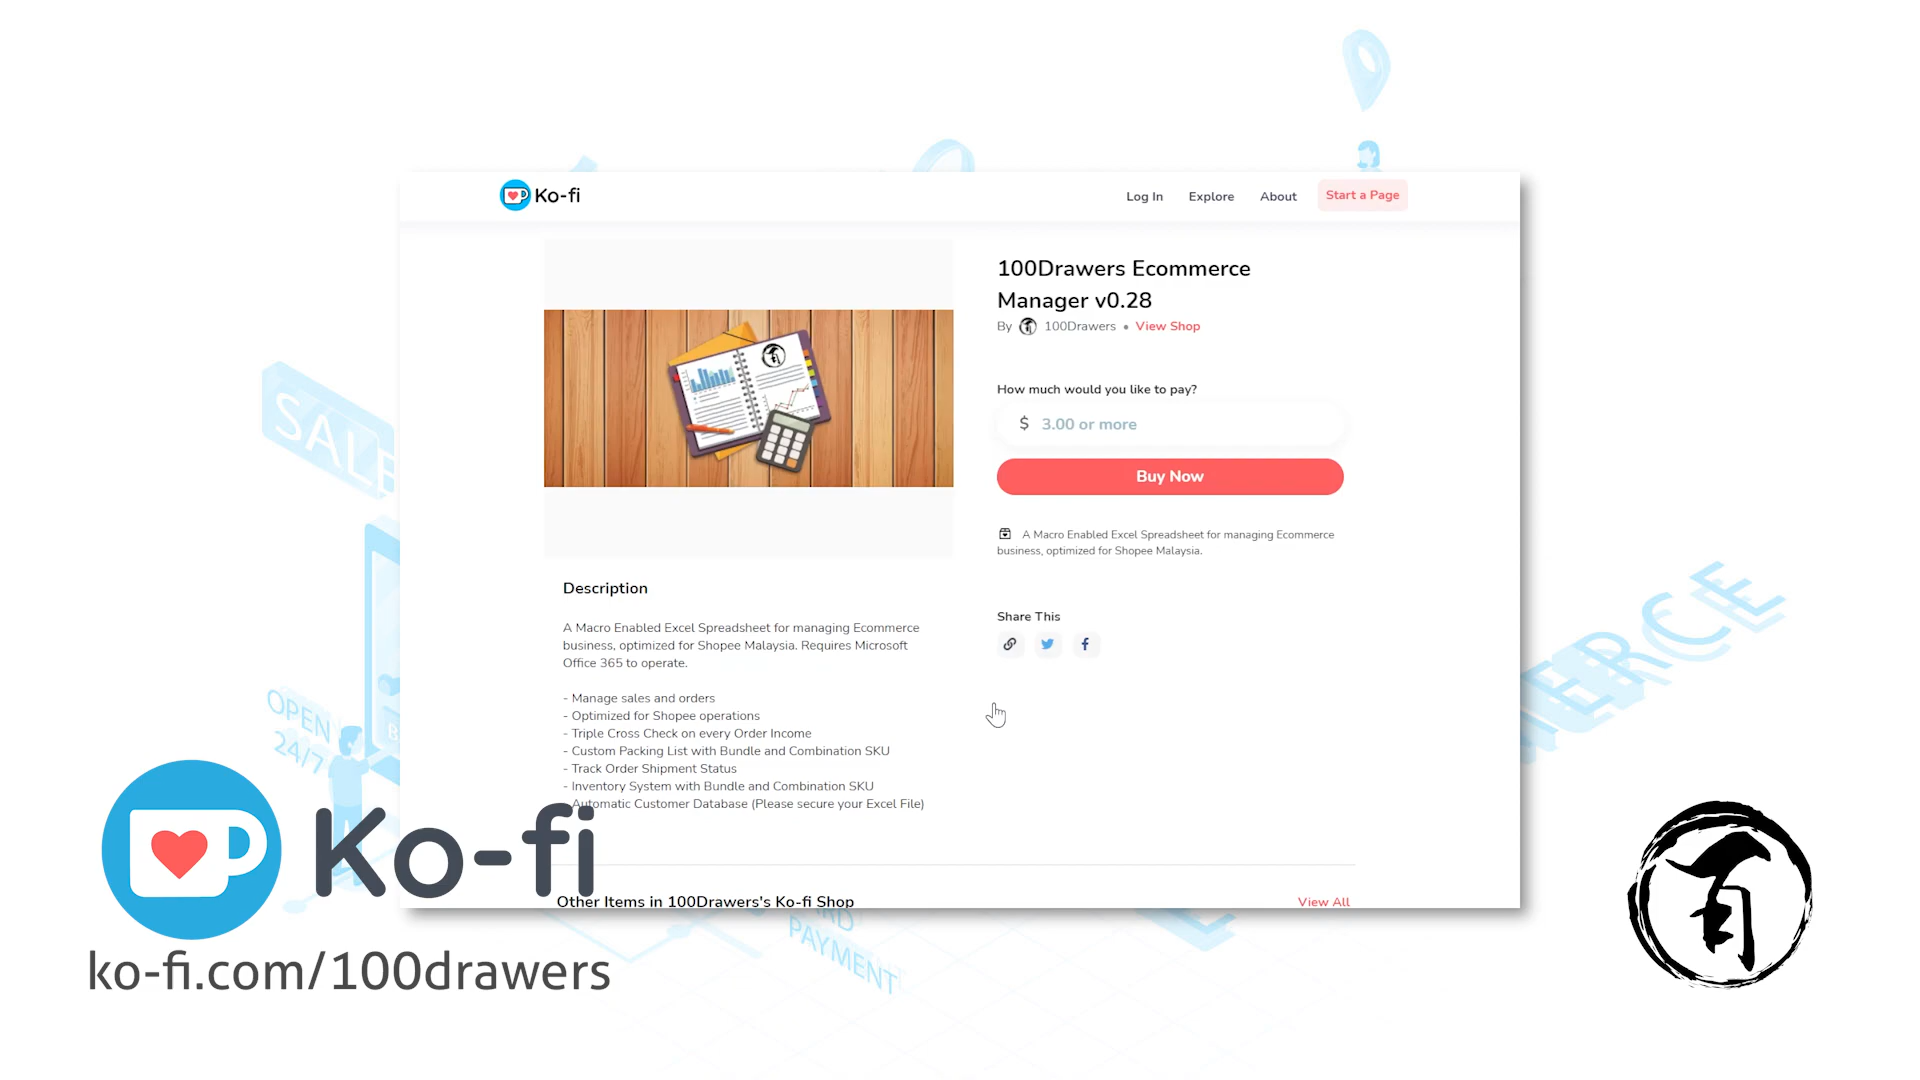 Ko-fi
Log In
Explore
About
Start a Page
100Drawers Ecommerce
Manager v0.28
By 100Drawers • View Shop
How much would you like to pay?
$ 3.00 or more
Buy Now
A Macro Enabled Excel Spreadsheet for managing Ecommerce
business, optimized for Shopee Malaysia.
Share This
Description
A Macro Enabled Excel Spreadsheet for managing Ecommerce
business, optimized for Shopee Malaysia. Requires Microsoft
Office 365 to operate.
- Manage sales and orders
- Optimized for Shopee operations
- Triple Cross Check on every Order Income
- Custom Packing List with Bundle and Combination SKU
- Track Order Shipment Status
- Inventory System with Bundle and Combination SKU
- Automatic Customer Database (Please secure your Excel File)
Other Items in 100Drawers's Ko-fi Shop
View All
SALE
OPEN
24/7
PAYMENT
Ko-fi
ko-fi.com/100drawers
百